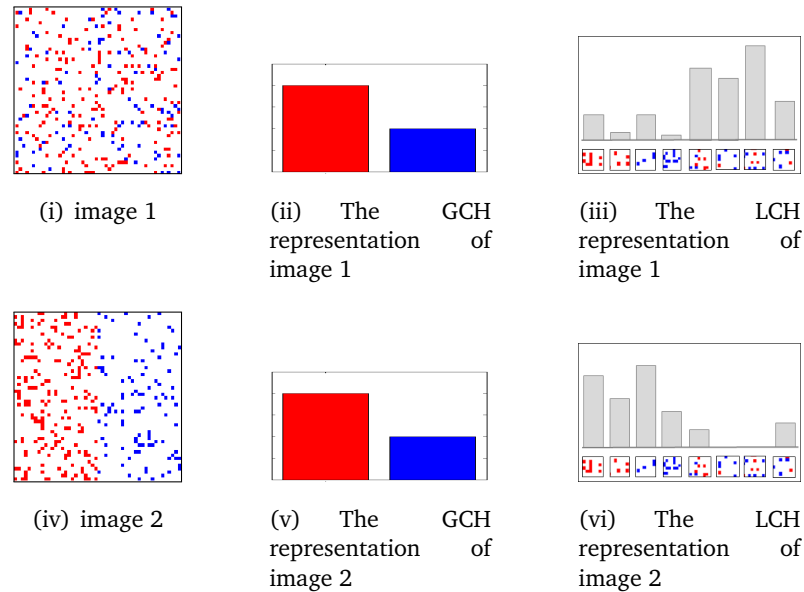 (i) image 1
(ii) The GCH
representation of
image 1
(iii) The LCH
representation of
image 1
(iv) image 2
(v) The GCH
representation of
image 2
(vi) The LCH
representation of
image 2